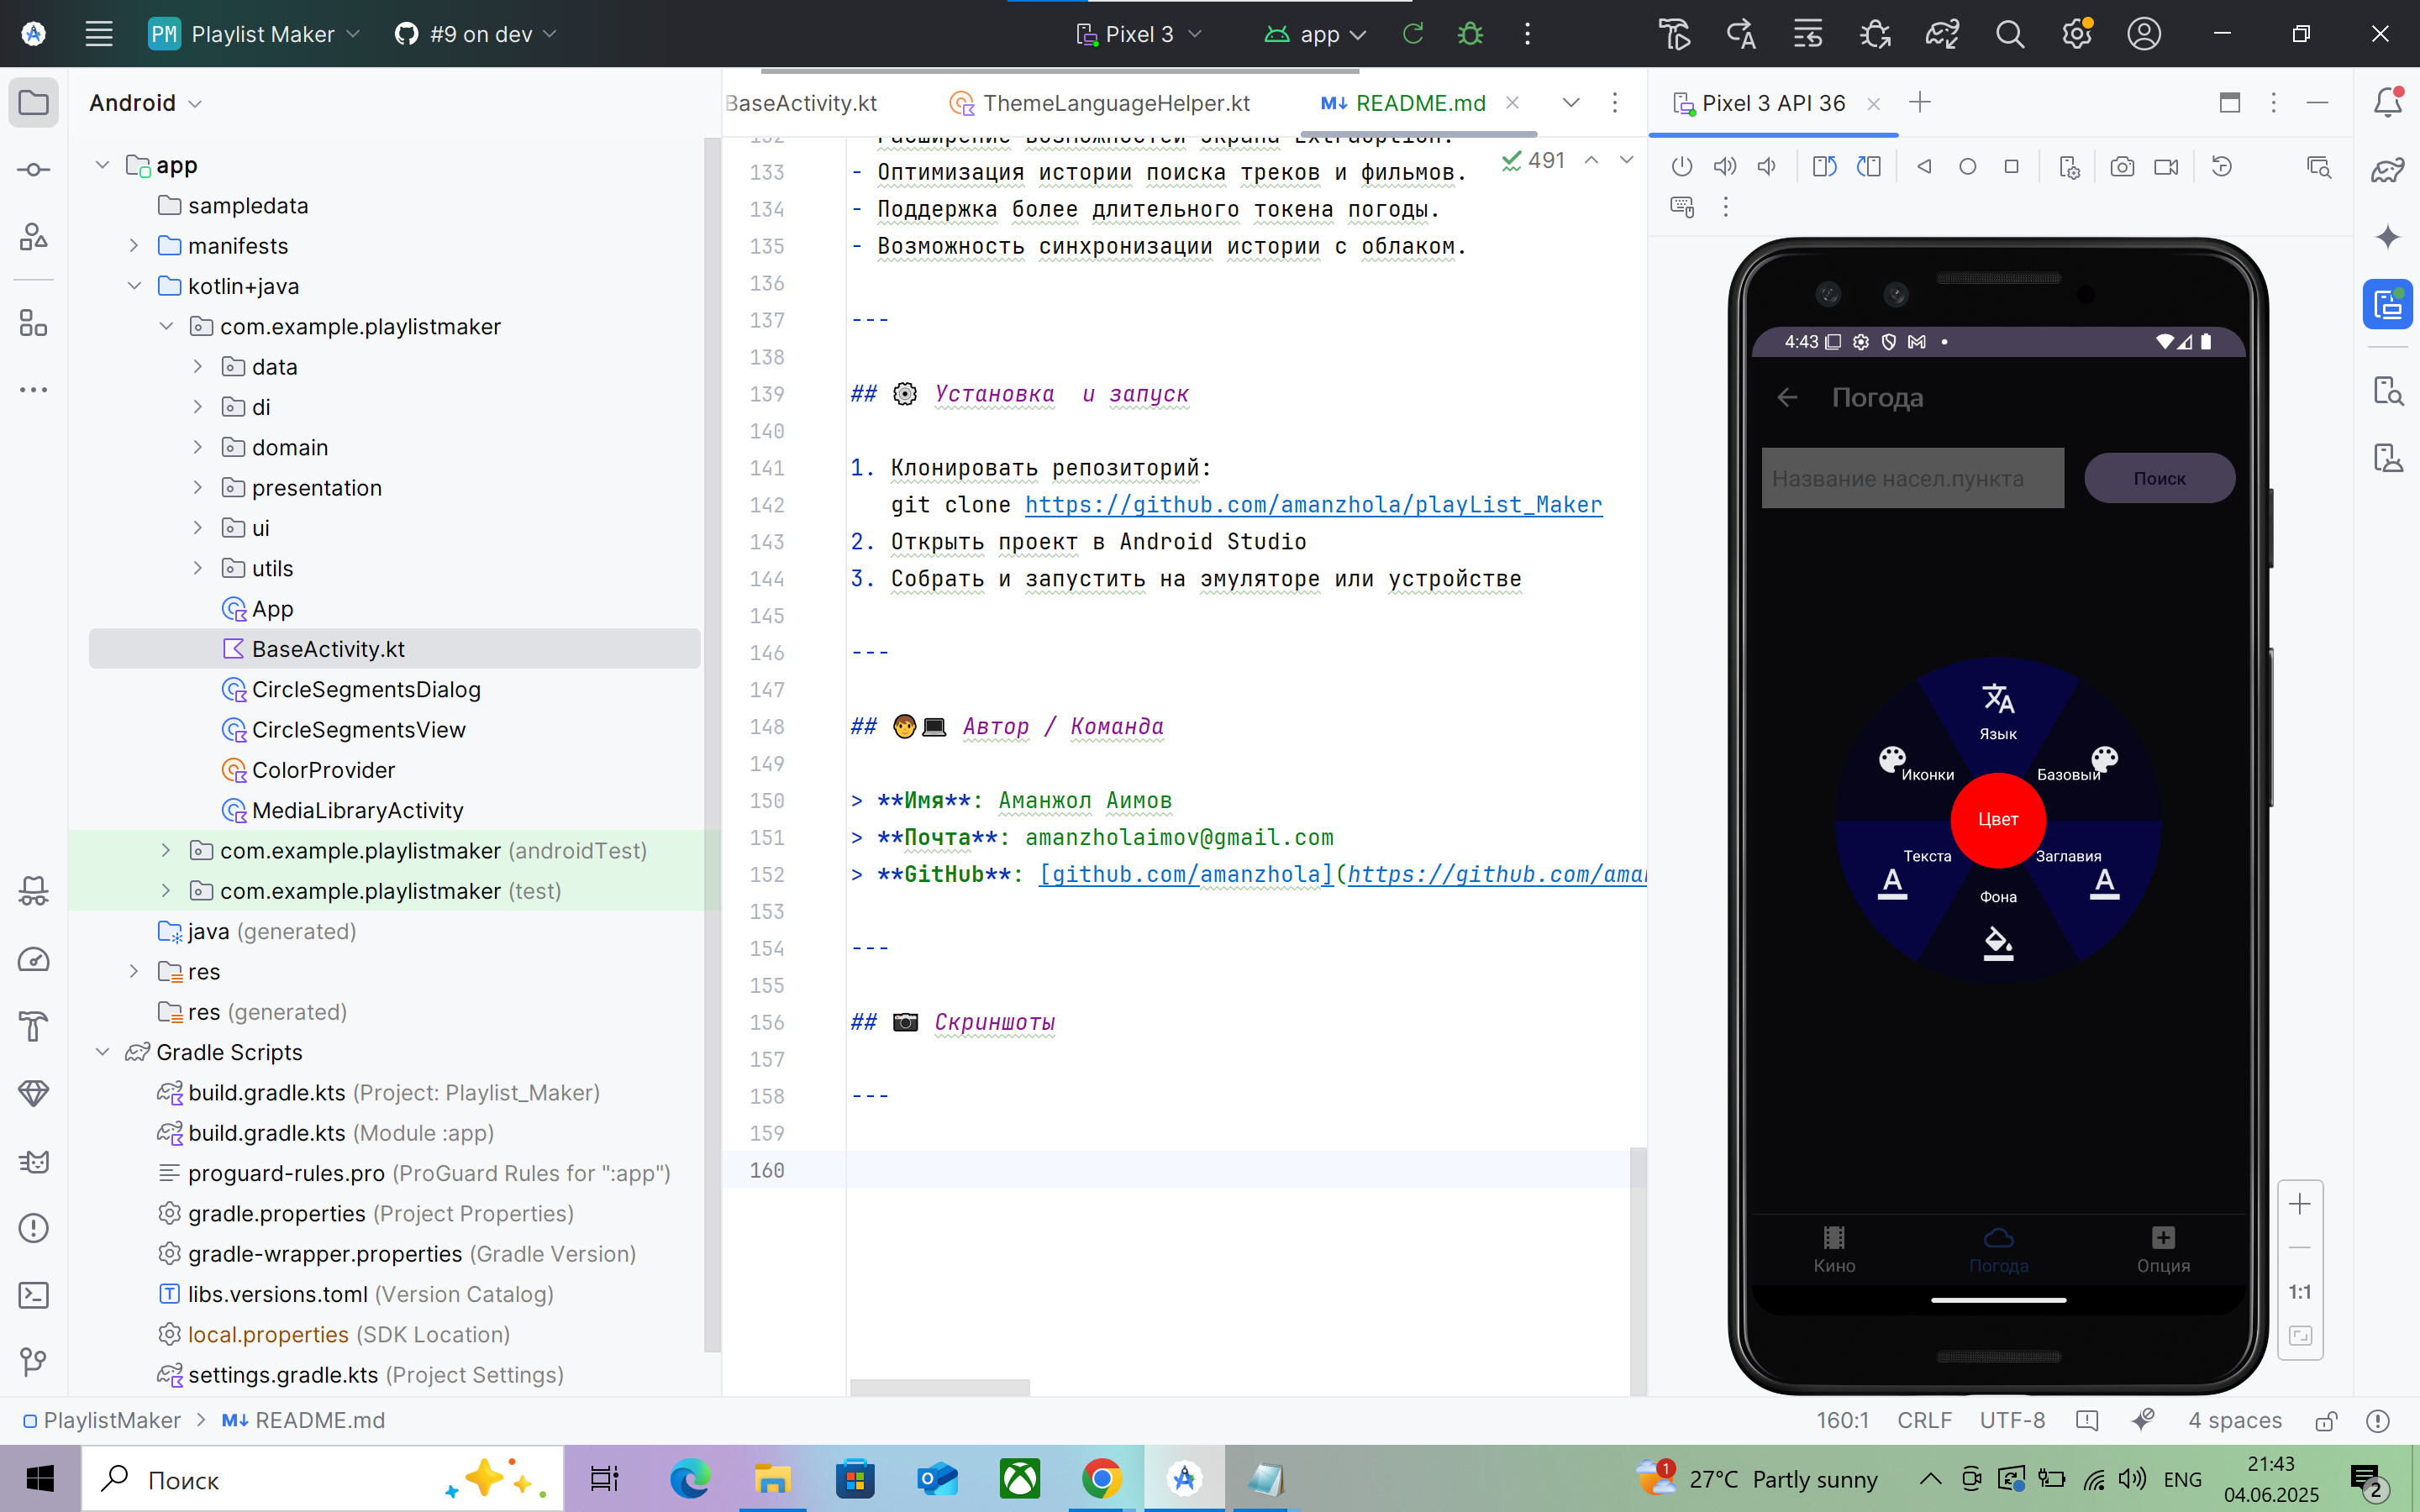 PM Playlist Maker
#9 on dev
Pixel 3
app
Android
app
sampledata
manifests
kotlin+java
com.example.playlistmaker
data
di
domain
presentation
ui
utils
App
BaseActivity.kt
CircleSegmentsDialog
CircleSegmentsView
ColorProvider
MediaLibraryActivity
com.example.playlistmaker (androidTest)
com.example.playlistmaker (test)
java (generated)
res
res (generated)
Gradle Scripts
build.gradle.kts (Project: Playlist_Maker)
build.gradle.kts (Module :app)
proguard-rules.pro (ProGuard Rules for ":app")
gradle.properties (Project Properties)
gradle-wrapper.properties (Gradle Version)
libs.versions.toml (Version Catalog)
local.properties (SDK Location)
settings.gradle.kts (Project Settings)
BaseActivity.kt
ThemeLanguageHelper.kt
M↓ README.md
491
132 Расширение возможностей экрана ExtraOption.
133 - Оптимизация истории поиска треков и фильмов.
134 - Поддержка более длительного токена погоды.
135 - Возможность синхронизации истории с облаком.
136
137 ---
138
139 ## ⚙ Установка  и запуск
140
141 1. Клонировать репозиторий:
142 git clone https://github.com/amanzhola/playList_Maker
143 2. Открыть проект в Android Studio
144 3. Собрать и запустить на эмуляторе или устройстве
145
146 ---
147
148 ## 🧑💻 Автор / Команда
149
150 > **Имя**: Аманжол Аимов
151 > **Почта**: amanzholaimov@gmail.com
152 > **GitHub**: [github.com/amanzhola](https://github.com/aman
153
154 ---
155
156 ## 📷 Скриншоты
157
158 ---
159
160
Pixel 3 API 36
4:43
Погода
Название насел.пункта
Поиск
Язык
Иконки
Базовый
Цвет
Текста
Заглавия
Фона
Кино
Погода
Опция
1:1
PlaylistMaker > M↓ README.md
160:1 CRLF UTF-8 4 spaces
Поиск
1
27°C Partly sunny
ENG
21:43
04.06.2025
2